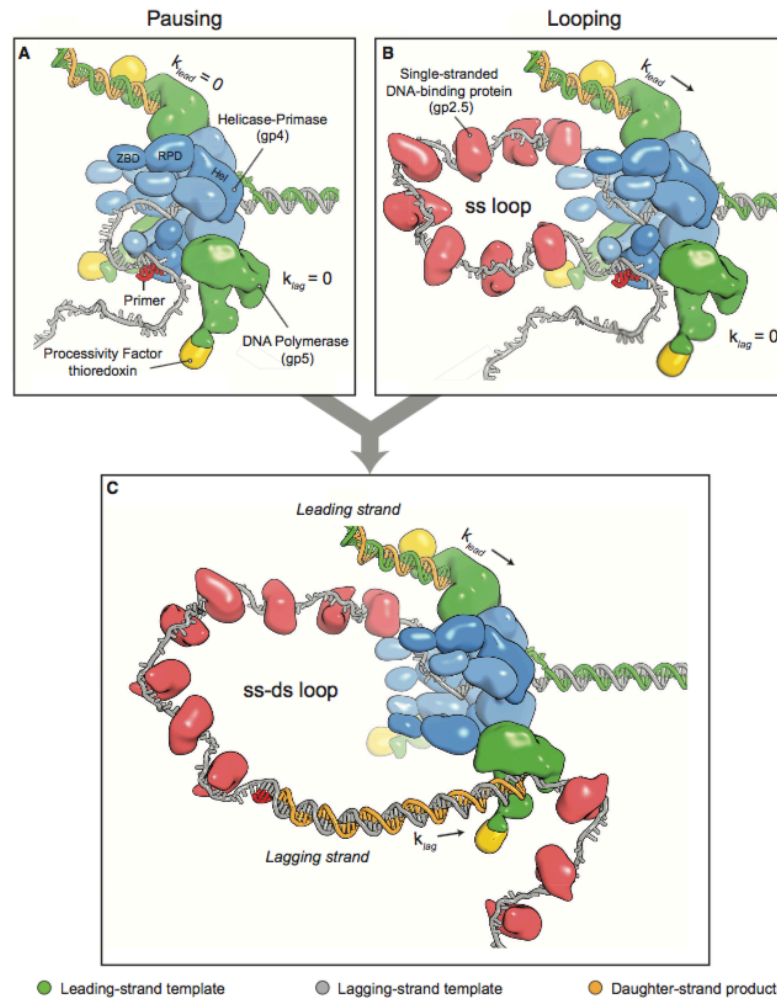 Pausing
Looping
A
k_lead = 0
Helicase-Primase
(gp4)
ZBD
RPD
Hel
Primer
k_lag = 0
DNA Polymerase
(gp5)
Processivity Factor
thioredoxin
B
Single-stranded
DNA-binding protein
(gp2.5)
k_lead
ss loop
k_lag = 0
C
Leading strand
k_lead
ss-ds loop
Lagging strand
k_lag
Leading-strand template
Lagging-strand template
Daughter-strand product